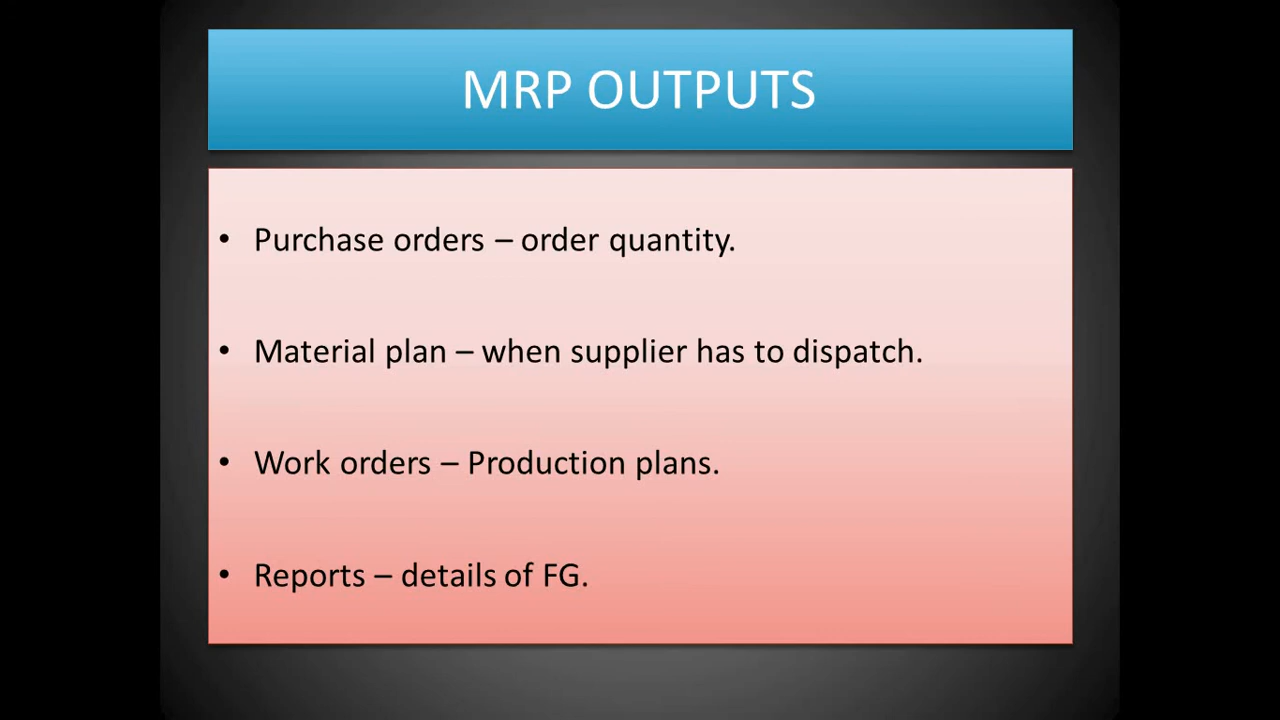 MRP OUTPUTS
• Purchase orders – order quantity.
• Material plan – when supplier has to dispatch.
• Work orders – Production plans.
• Reports – details of FG.